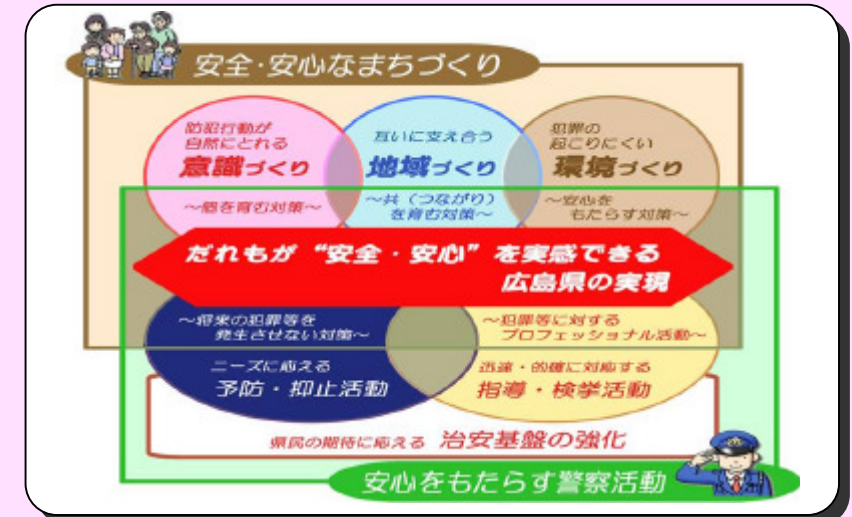 安全・安心なまちづくり
防犯行動が
自然にとれる
意識づくり
～個を育む対策～
互いに支え合う
地域づくり
～共（つながり）
を育む対策～
犯罪の
起こりにくい
環境づくり
～安心を
もたらす対策～
だれもが“安全・安心”を実感できる
広島県の実現
～将来の犯罪等を
発生させない対策～
ニーズに応える
予防・抑止活動
～犯罪等に対する
プロフェッショナル活動～
迅速・的確に対応する
指導・検挙活動
県民の期待に応える 治安基盤の強化
安心をもたらす警察活動